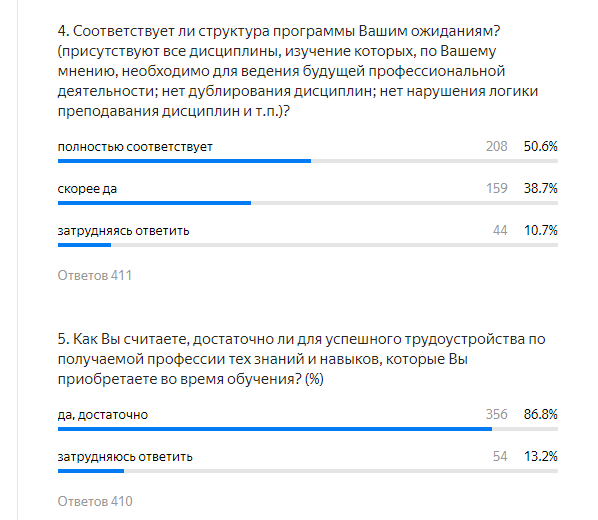 4. Соответствует ли структура программы Вашим ожиданиям?
(присутствуют все дисциплины, изучение которых, по Вашему
мнению, необходимо для ведения будущей профессиональной
деятельности; нет дублирования дисциплин; нет нарушения логики
преподавания дисциплин и т.п.)?
полностью соответствует 208 50.6%
скорее да 159 38.7%
затрудняясь ответить 44 10.7%
Ответов 411
5. Как Вы считаете, достаточно ли для успешного трудоустройства по
получаемой профессии тех знаний и навыков, которые Вы
приобретаете во время обучения? (%)
да, достаточно 356 86.8%
затрудняюсь ответить 54 13.2%
Ответов 410